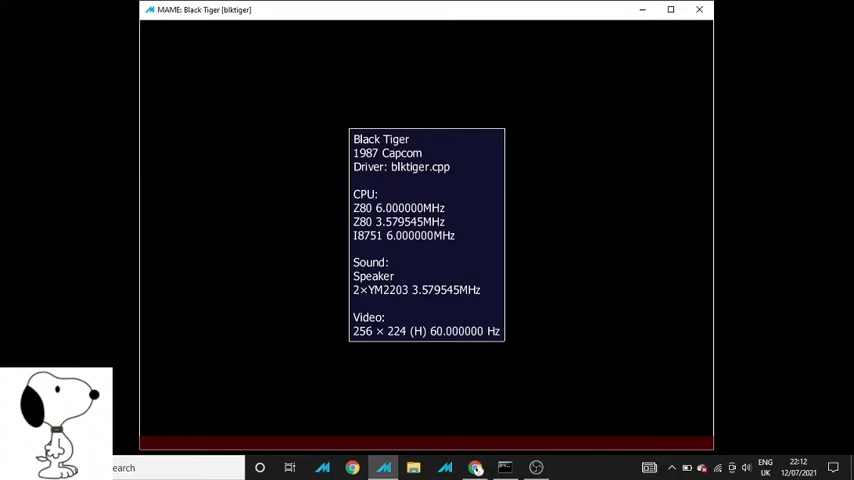 MAME: Black Tiger [blktiger]
Black Tiger
1987 Capcom
Driver: blktiger.cpp
CPU:
Z80 6.000000MHz
Z80 3.579545MHz
I8751 6.000000MHz
Sound:
Speaker
2×YM2203 3.579545MHz
Video:
256 × 224 (H) 60.000000 Hz
earch
ENG
UK
22:12
12/07/2021